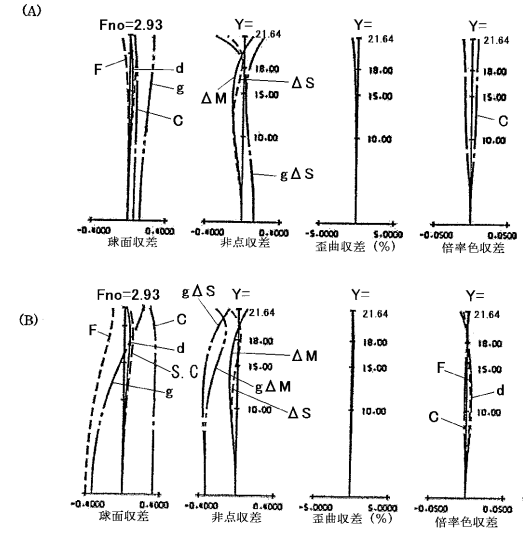 (A)
Fno=2.93
F
d
g
C
-0.4000
0.4000
球面収差
Y=
21.64
18.00
15.00
10.00
ΔM
ΔS
gΔS
-0.4000
0.4000
非点収差
Y=
21.64
18.00
15.00
10.00
-5.0000
5.0000
歪曲収差(%)
Y=
21.64
18.00
15.00
10.00
C
-0.0500
0.0500
倍率色収差
(B)
Fno=2.93
F
C
d
S.C
g
-0.4000
0.4000
球面収差
gΔS
Y=
21.64
18.00
15.00
10.00
ΔM
gΔM
ΔS
-0.4000
0.4000
非点収差
Y=
21.64
18.00
15.00
10.00
-5.0000
5.0000
歪曲収差(%)
Y=
21.64
18.00
15.00
10.00
F
d
C
-0.0500
0.0500
倍率色収差